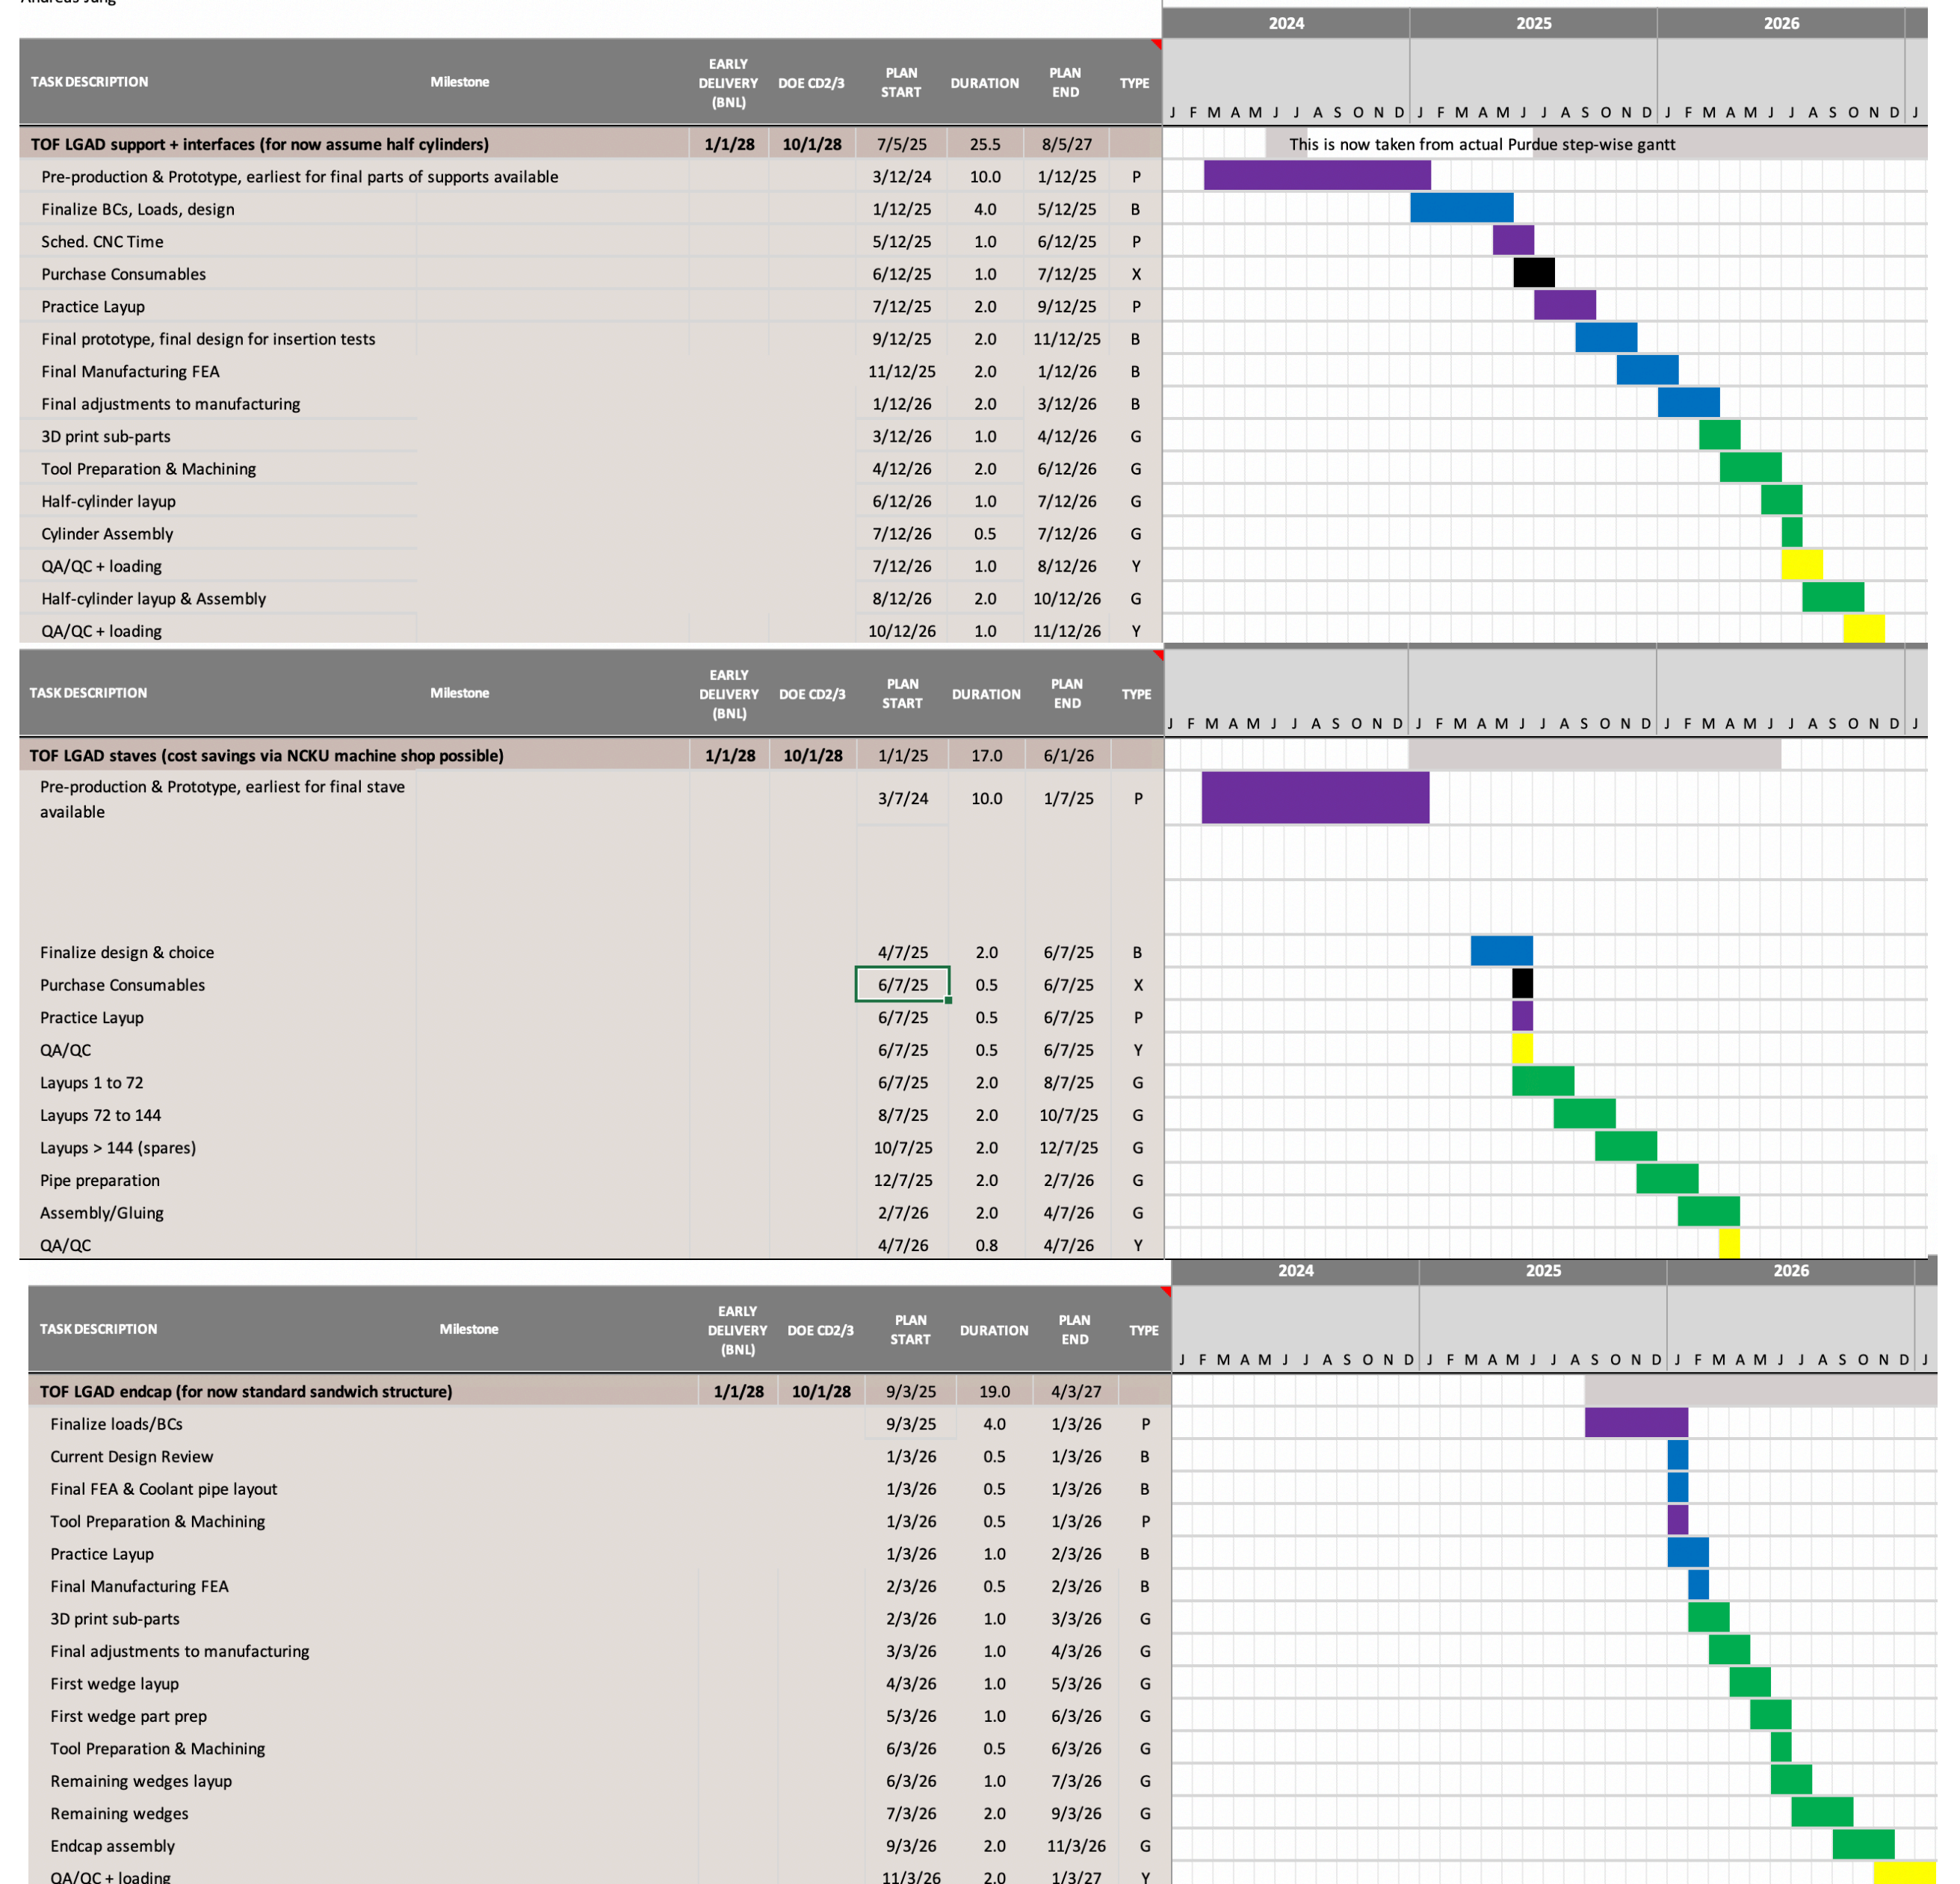 Andreas Jung
2024 2025 2026
TASK DESCRIPTION Milestone EARLY DELIVERY (BNL) DOE CD2/3 PLAN START DURATION PLAN END TYPE
J F M A M J J A S O N D J F M A M J J A S O N D J F M A M J J A S O N D J
TOF LGAD support + interfaces (for now assume half cylinders) 1/1/28 10/1/28 7/5/25 25.5 8/5/27 This is now taken from actual Purdue step-wise gantt
Pre-production & Prototype, earliest for final parts of supports available 3/12/24 10.0 1/12/25 P
Finalize BCs, Loads, design 1/12/25 4.0 5/12/25 B
Sched. CNC Time 5/12/25 1.0 6/12/25 P
Purchase Consumables 6/12/25 1.0 7/12/25 X
Practice Layup 7/12/25 2.0 9/12/25 P
Final prototype, final design for insertion tests 9/12/25 2.0 11/12/25 B
Final Manufacturing FEA 11/12/25 2.0 1/12/26 B
Final adjustments to manufacturing 1/12/26 2.0 3/12/26 B
3D print sub-parts 3/12/26 1.0 4/12/26 G
Tool Preparation & Machining 4/12/26 2.0 6/12/26 G
Half-cylinder layup 6/12/26 1.0 7/12/26 G
Cylinder Assembly 7/12/26 0.5 7/12/26 G
QA/QC + loading 7/12/26 1.0 8/12/26 Y
Half-cylinder layup & Assembly 8/12/26 2.0 10/12/26 G
QA/QC + loading 10/12/26 1.0 11/12/26 Y
TASK DESCRIPTION Milestone EARLY DELIVERY (BNL) DOE CD2/3 PLAN START DURATION PLAN END TYPE
J F M A M J J A S O N D J F M A M J J A S O N D J F M A M J J A S O N D J
TOF LGAD staves (cost savings via NCKU machine shop possible) 1/1/28 10/1/28 1/1/25 17.0 6/1/26
Pre-production & Prototype, earliest for final stave
available 3/7/24 10.0 1/7/25 P
Finalize design & choice 4/7/25 2.0 6/7/25 B
Purchase Consumables 6/7/25 0.5 6/7/25 X
Practice Layup 6/7/25 0.5 6/7/25 P
QA/QC 6/7/25 0.5 6/7/25 Y
Layups 1 to 72 6/7/25 2.0 8/7/25 G
Layups 72 to 144 8/7/25 2.0 10/7/25 G
Layups > 144 (spares) 10/7/25 2.0 12/7/25 G
Pipe preparation 12/7/25 2.0 2/7/26 G
Assembly/Gluing 2/7/26 2.0 4/7/26 G
QA/QC 4/7/26 0.8 4/7/26 Y
2024 2025 2026
TASK DESCRIPTION Milestone EARLY DELIVERY (BNL) DOE CD2/3 PLAN START DURATION PLAN END TYPE
J F M A M J J A S O N D J F M A M J J A S O N D J F M A M J J A S O N D J
TOF LGAD endcap (for now standard sandwich structure) 1/1/28 10/1/28 9/3/25 19.0 4/3/27
Finalize loads/BCs 9/3/25 4.0 1/3/26 P
Current Design Review 1/3/26 0.5 1/3/26 B
Final FEA & Coolant pipe layout 1/3/26 0.5 1/3/26 B
Tool Preparation & Machining 1/3/26 0.5 1/3/26 P
Practice Layup 1/3/26 1.0 2/3/26 B
Final Manufacturing FEA 2/3/26 0.5 2/3/26 B
3D print sub-parts 2/3/26 1.0 3/3/26 G
Final adjustments to manufacturing 3/3/26 1.0 4/3/26 G
First wedge layup 4/3/26 1.0 5/3/26 G
First wedge part prep 5/3/26 1.0 6/3/26 G
Tool Preparation & Machining 6/3/26 0.5 6/3/26 G
Remaining wedges layup 6/3/26 1.0 7/3/26 G
Remaining wedges 7/3/26 2.0 9/3/26 G
Endcap assembly 9/3/26 2.0 11/3/26 G
QA/QC + loading 11/3/26 2.0 1/3/27 Y